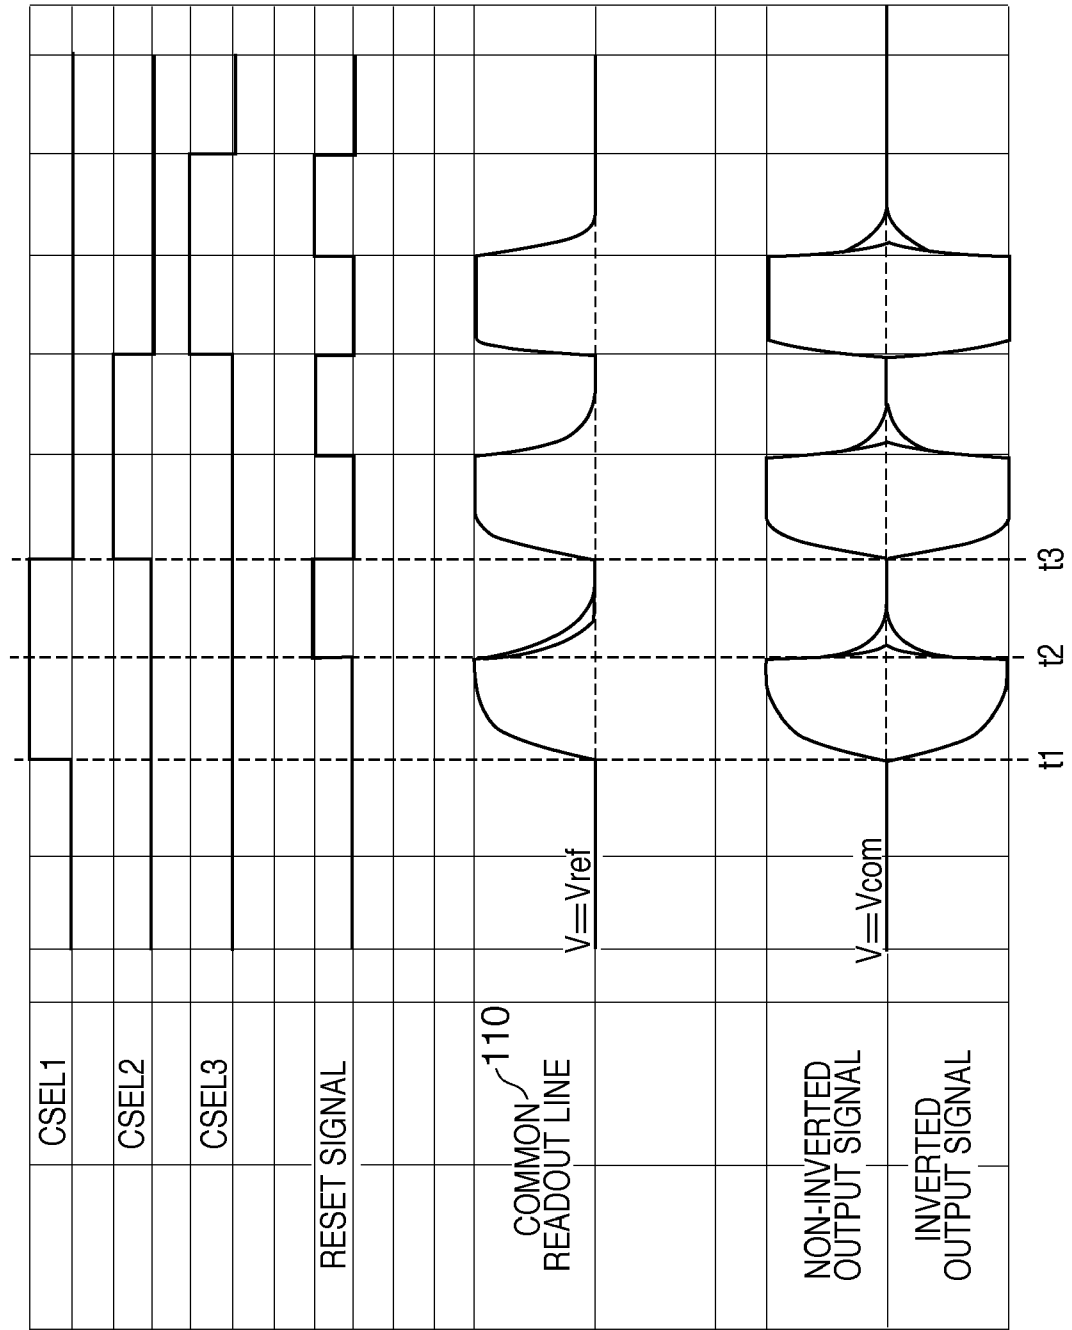 CSEL1
CSEL2
CSEL3
RESET SIGNAL
COMMON 110
READOUT LINE
V=Vref
NON-INVERTED
OUTPUT SIGNAL
V=Vcom
INVERTED
OUTPUT SIGNAL
t1
t2
t3